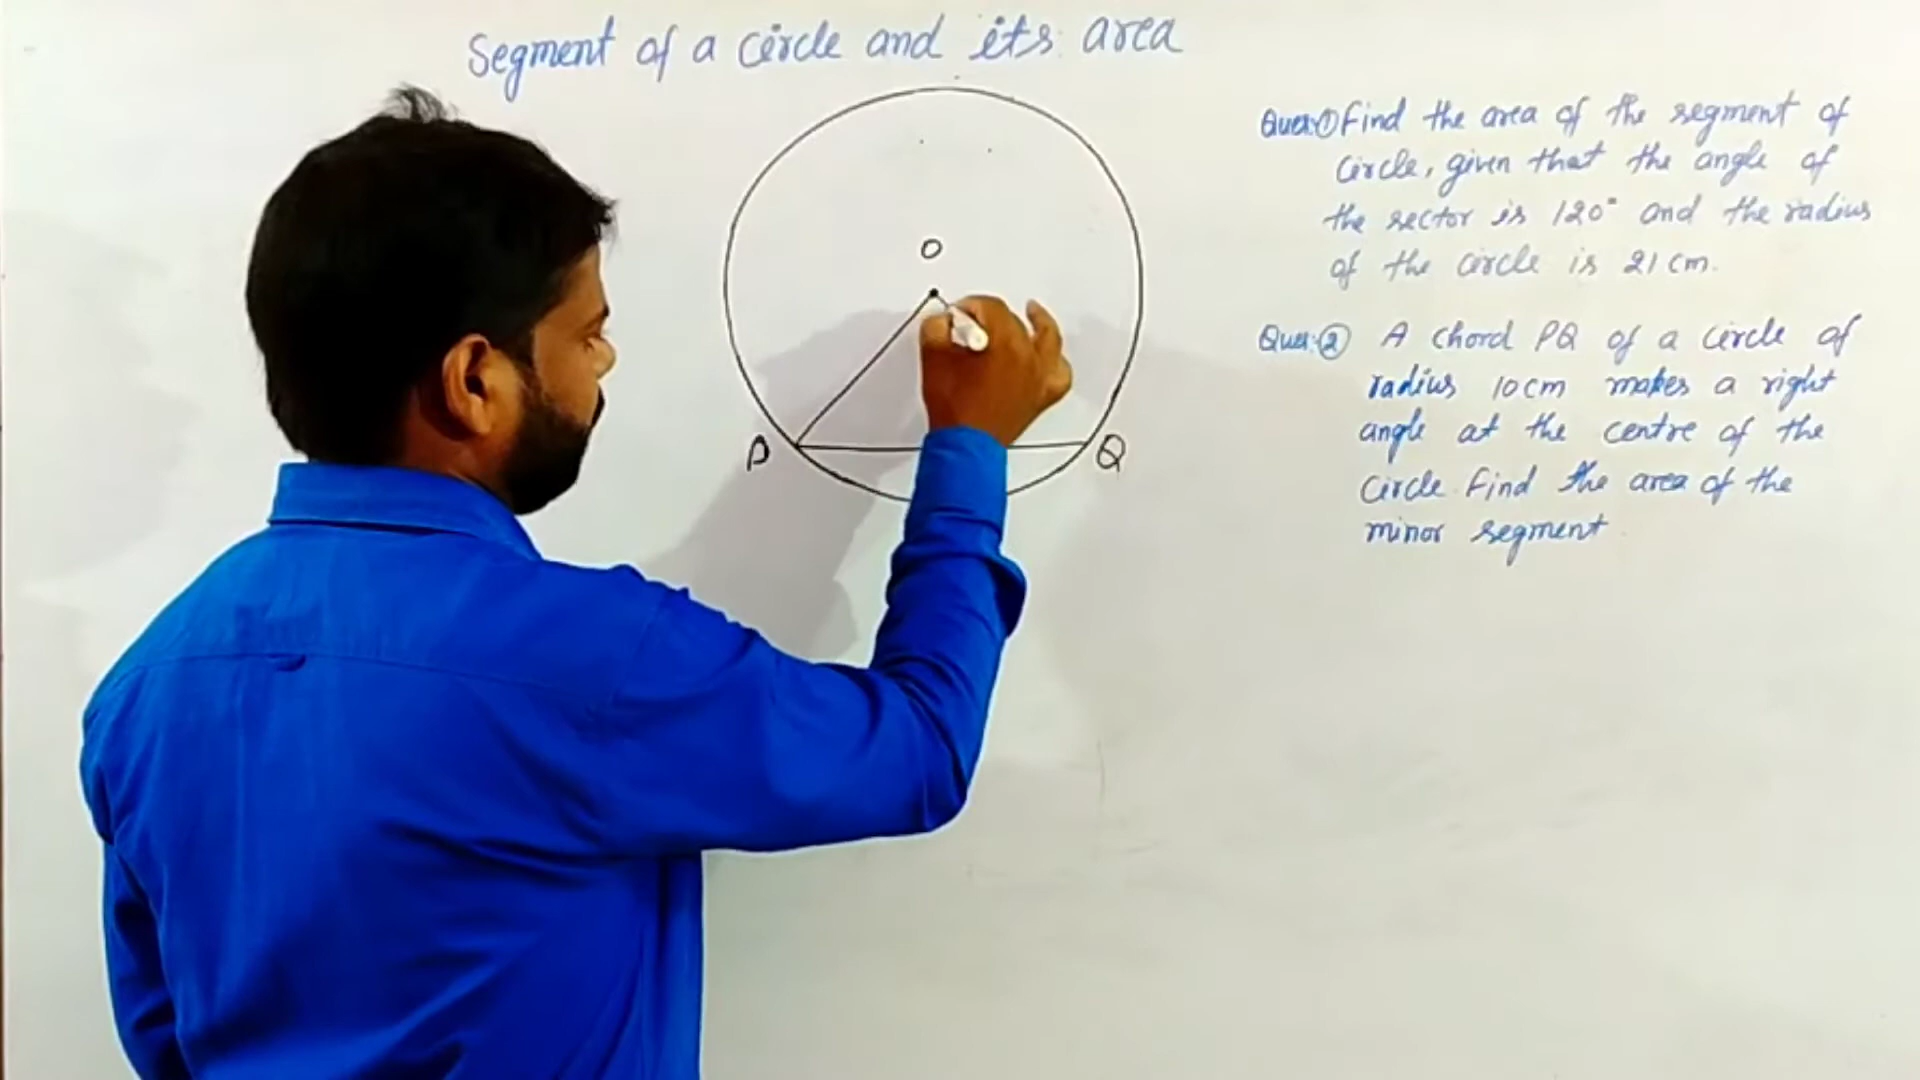 Segment of a circle and its area
O
P
Q
Ques:① Find the area of the segment of
circle, given that the angle of
the sector is 120° and the radius
of the circle is 21 cm.
Ques:② A chord PQ of a circle of
radius 10 cm makes a right
angle at the centre of the
circle. Find the area of the
minor segment.